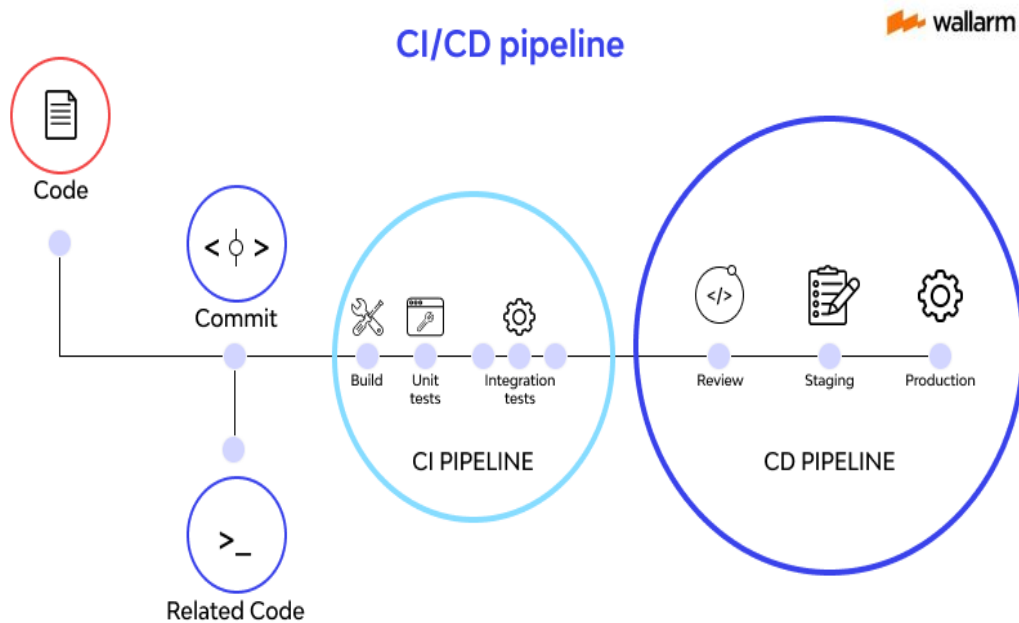 CI/CD pipeline
wallarm
Code
< >
Commit
Build
Unit
tests
Integration
tests
CI PIPELINE
</>
Review
Staging
Production
CD PIPELINE
>_
Related Code